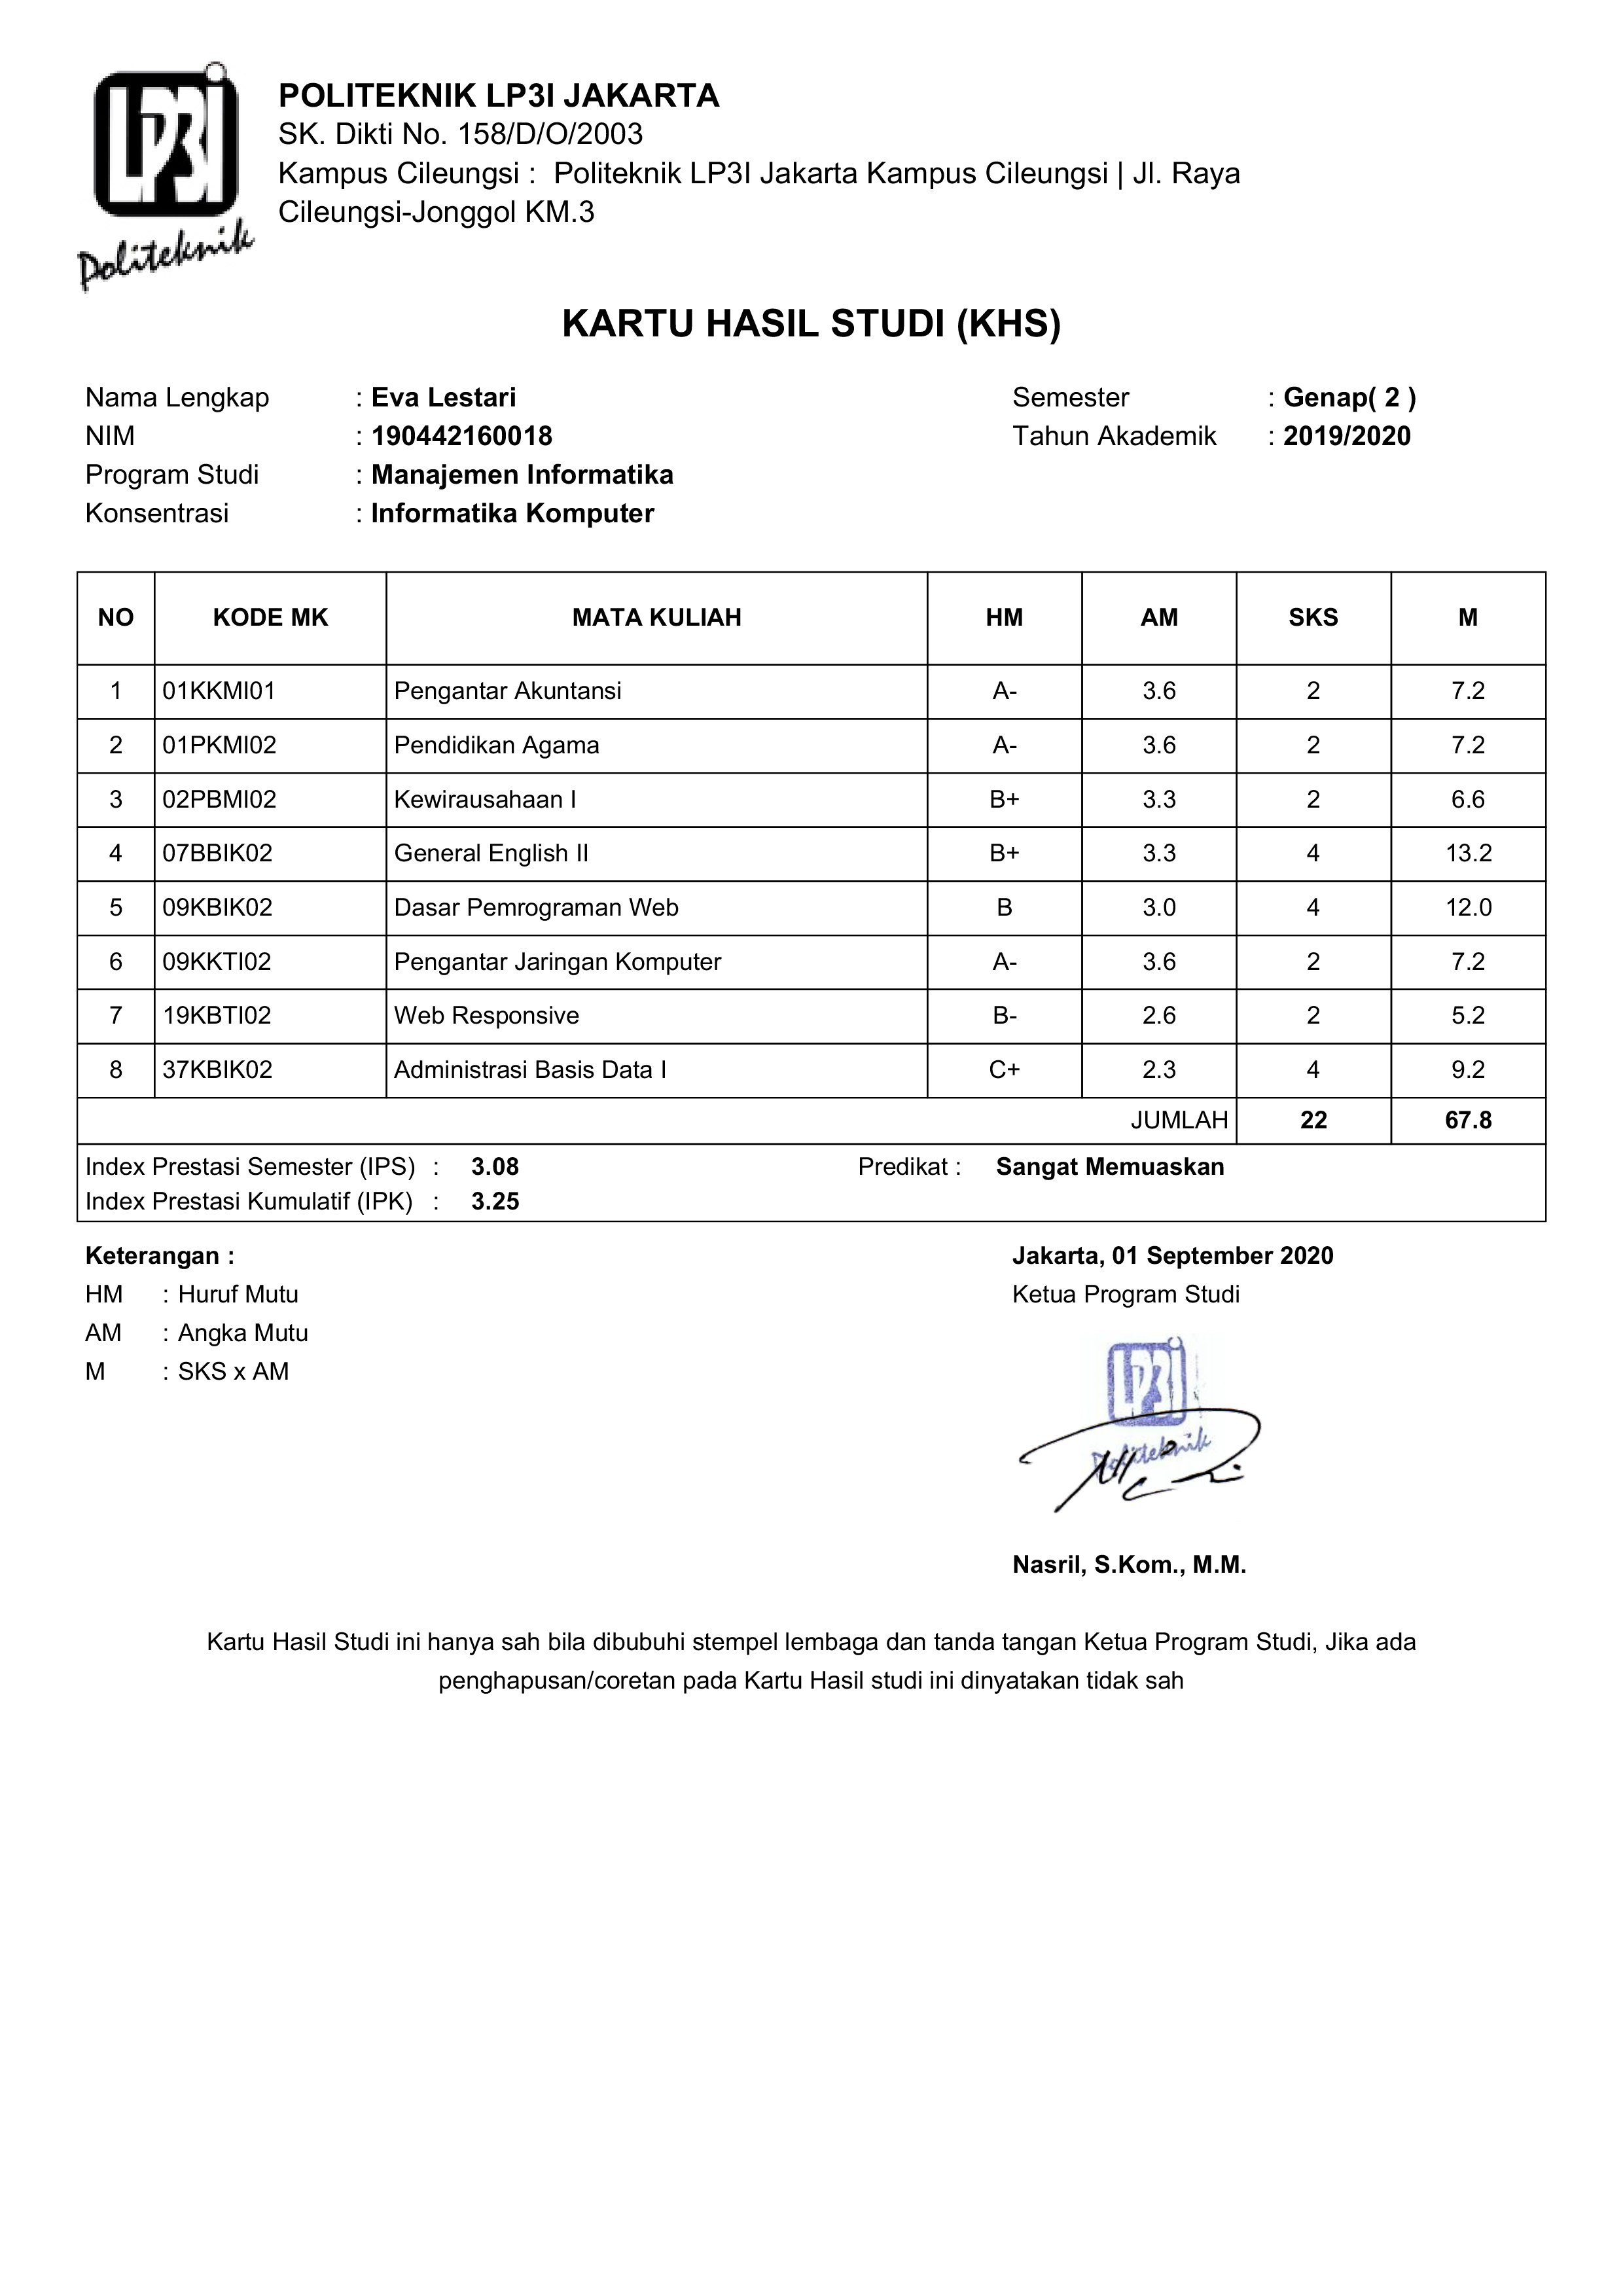 LP3I
Politeknik
POLITEKNIK LP3I JAKARTA
SK. Dikti No. 158/D/O/2003
Kampus Cileungsi : Politeknik LP3I Jakarta Kampus Cileungsi | Jl. Raya
Cileungsi-Jonggol KM.3
KARTU HASIL STUDI (KHS)
Nama Lengkap : Eva Lestari Semester : Genap( 2 )
NIM : 190442160018 Tahun Akademik : 2019/2020
Program Studi : Manajemen Informatika
Konsentrasi : Informatika Komputer
NO KODE MK MATA KULIAH HM AM SKS M
1 01KKMI01 Pengantar Akuntansi A- 3.6 2 7.2
2 01PKMI02 Pendidikan Agama A- 3.6 2 7.2
3 02PBMI02 Kewirausahaan I B+ 3.3 2 6.6
4 07BBIK02 General English II B+ 3.3 4 13.2
5 09KBIK02 Dasar Pemrograman Web B 3.0 4 12.0
6 09KKTI02 Pengantar Jaringan Komputer A- 3.6 2 7.2
7 19KBTI02 Web Responsive B- 2.6 2 5.2
8 37KBIK02 Administrasi Basis Data I C+ 2.3 4 9.2
JUMLAH 22 67.8
Index Prestasi Semester (IPS) : 3.08 Predikat : Sangat Memuaskan
Index Prestasi Kumulatif (IPK) : 3.25
Keterangan : Jakarta, 01 September 2020
HM : Huruf Mutu Ketua Program Studi
AM : Angka Mutu
M : SKS x AM
LP3I
Politeknik
Nasril, S.Kom., M.M.
Kartu Hasil Studi ini hanya sah bila dibubuhi stempel lembaga dan tanda tangan Ketua Program Studi, Jika ada
penghapusan/coretan pada Kartu Hasil studi ini dinyatakan tidak sah